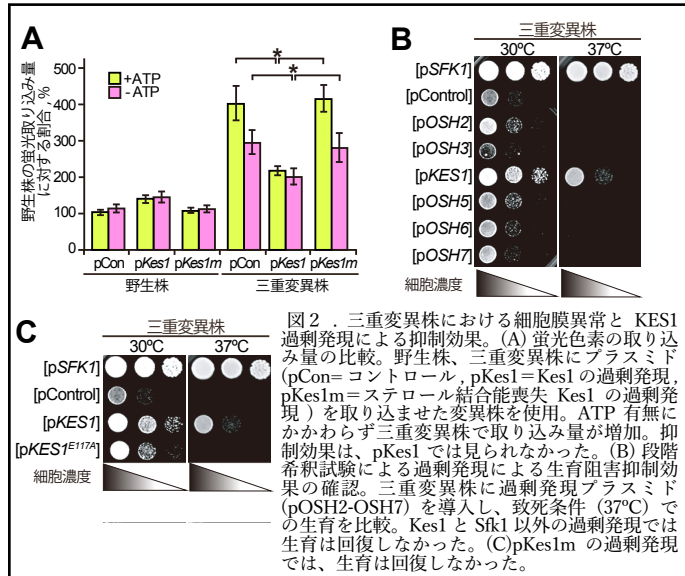 A
野生株の蛍光取り込み量
に対する割合, %
500
400
300
200
100
0
+ATP
-ATP
*
*
pCon pKes1 pKes1m pCon pKes1 pKes1m
野生株 三重変異株
B
三重変異株
30ºC 37ºC
[pSFK1]
[pControl]
[pOSH2]
[pOSH3]
[pKES1]
[pOSH5]
[pOSH6]
[pOSH7]
細胞濃度
C
三重変異株
30ºC 37ºC
[pSFK1]
[pControl]
[pKES1]
[pKES1E117A]
細胞濃度
図2 . 三重変異株における細胞膜異常と KES1
過剰発現による抑制効果。(A) 蛍光色素の取り込
み量の比較。野生株、三重変異株にプラスミド
(pCon= コントロール , pKes1＝Kes1 の過剰発現 ,
pKes1m＝ステロール結合能喪失 Kes1 の過剰発
現 ) を取り込ませた変異株を使用。ATP 有無に
かかわらず三重変異株で取り込み量が増加。抑
制効果は、pKes1 では見られなかった。(B) 段階
希釈試験による過剰発現による生育阻害抑制効
果の確認。三重変異株に過剰発現プラスミド
(pOSH2-OSH7) を導入し、致死条件（37ºC）で
の生育を比較。Kes1 と Sfk1 以外の過剰発現では
生育は回復しなかった。(C)pKes1m の過剰発現
では、生育は回復しなかった。